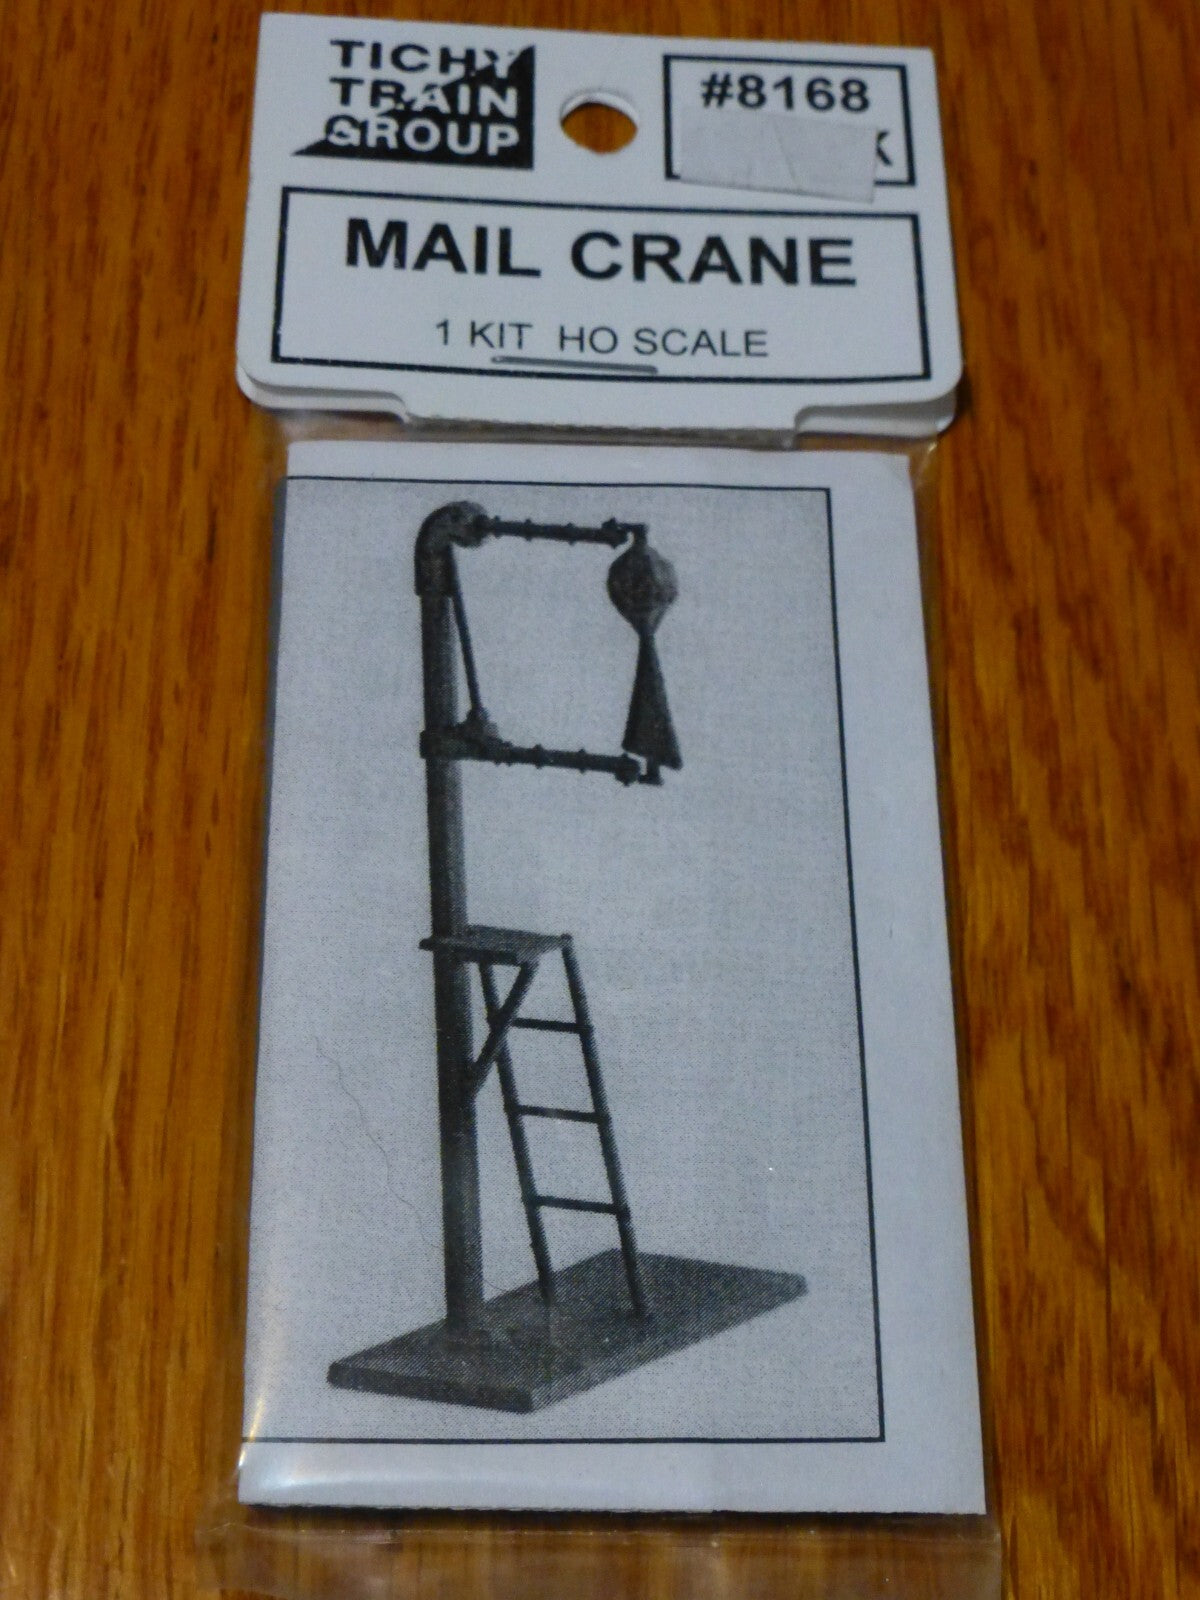 TICHY
TRAIN
GROUP
#8168
MAIL CRANE
1 KIT HO SCALE